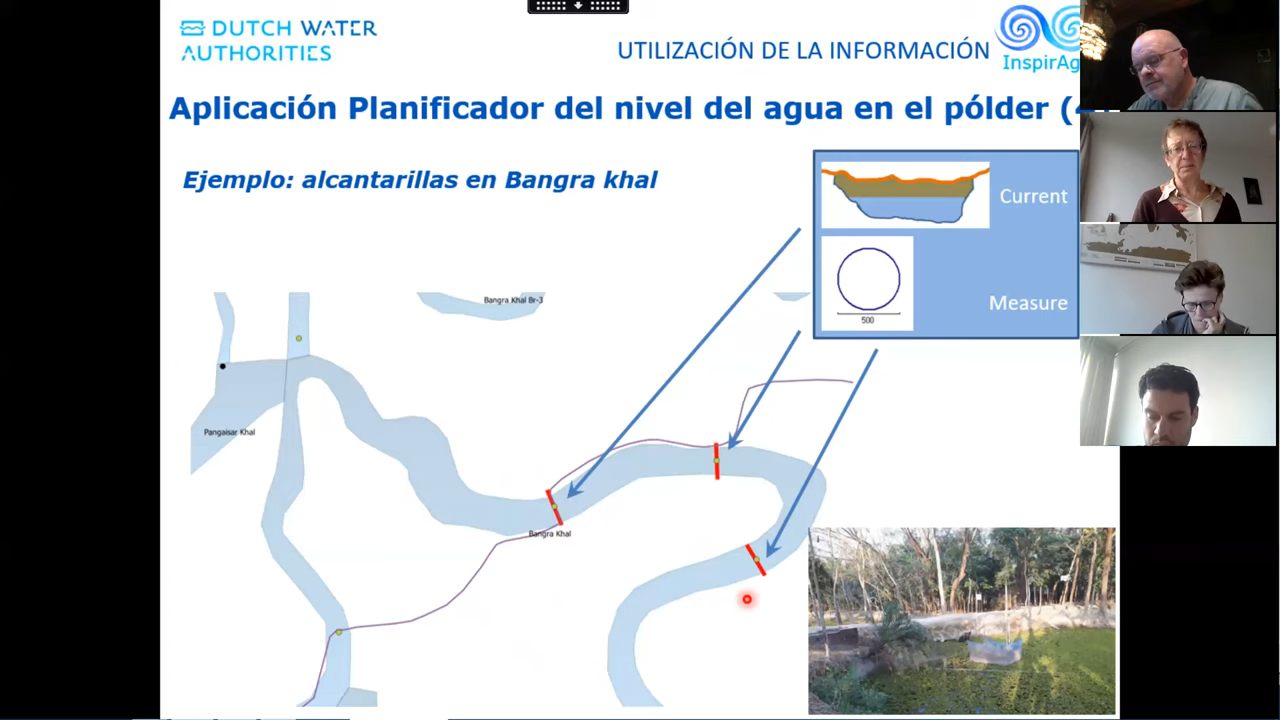 DUTCH WATER
AUTHORITIES
UTILIZACIÓN DE LA INFORMACIÓN
InspirAg
Aplicación Planificador del nivel del agua en el pólder (
Ejemplo: alcantarillas en Bangra khal
Current
Measure
500
Bangra Khal Br-3
Pangaisar Khal
Bangra Khal